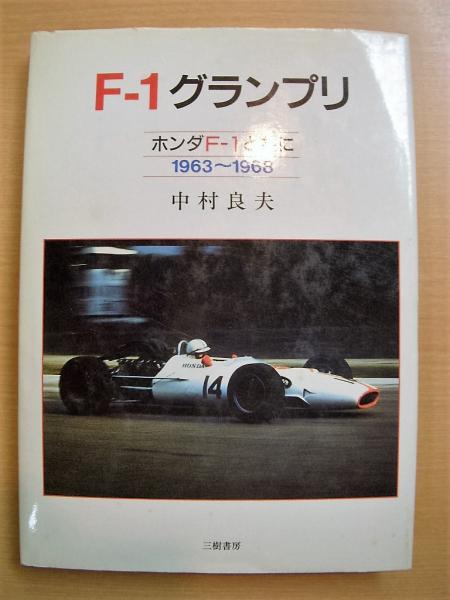 F-1グランプリ
ホンダF-1とともに
1963〜1968
中村良夫
HONDA
14
三樹書房